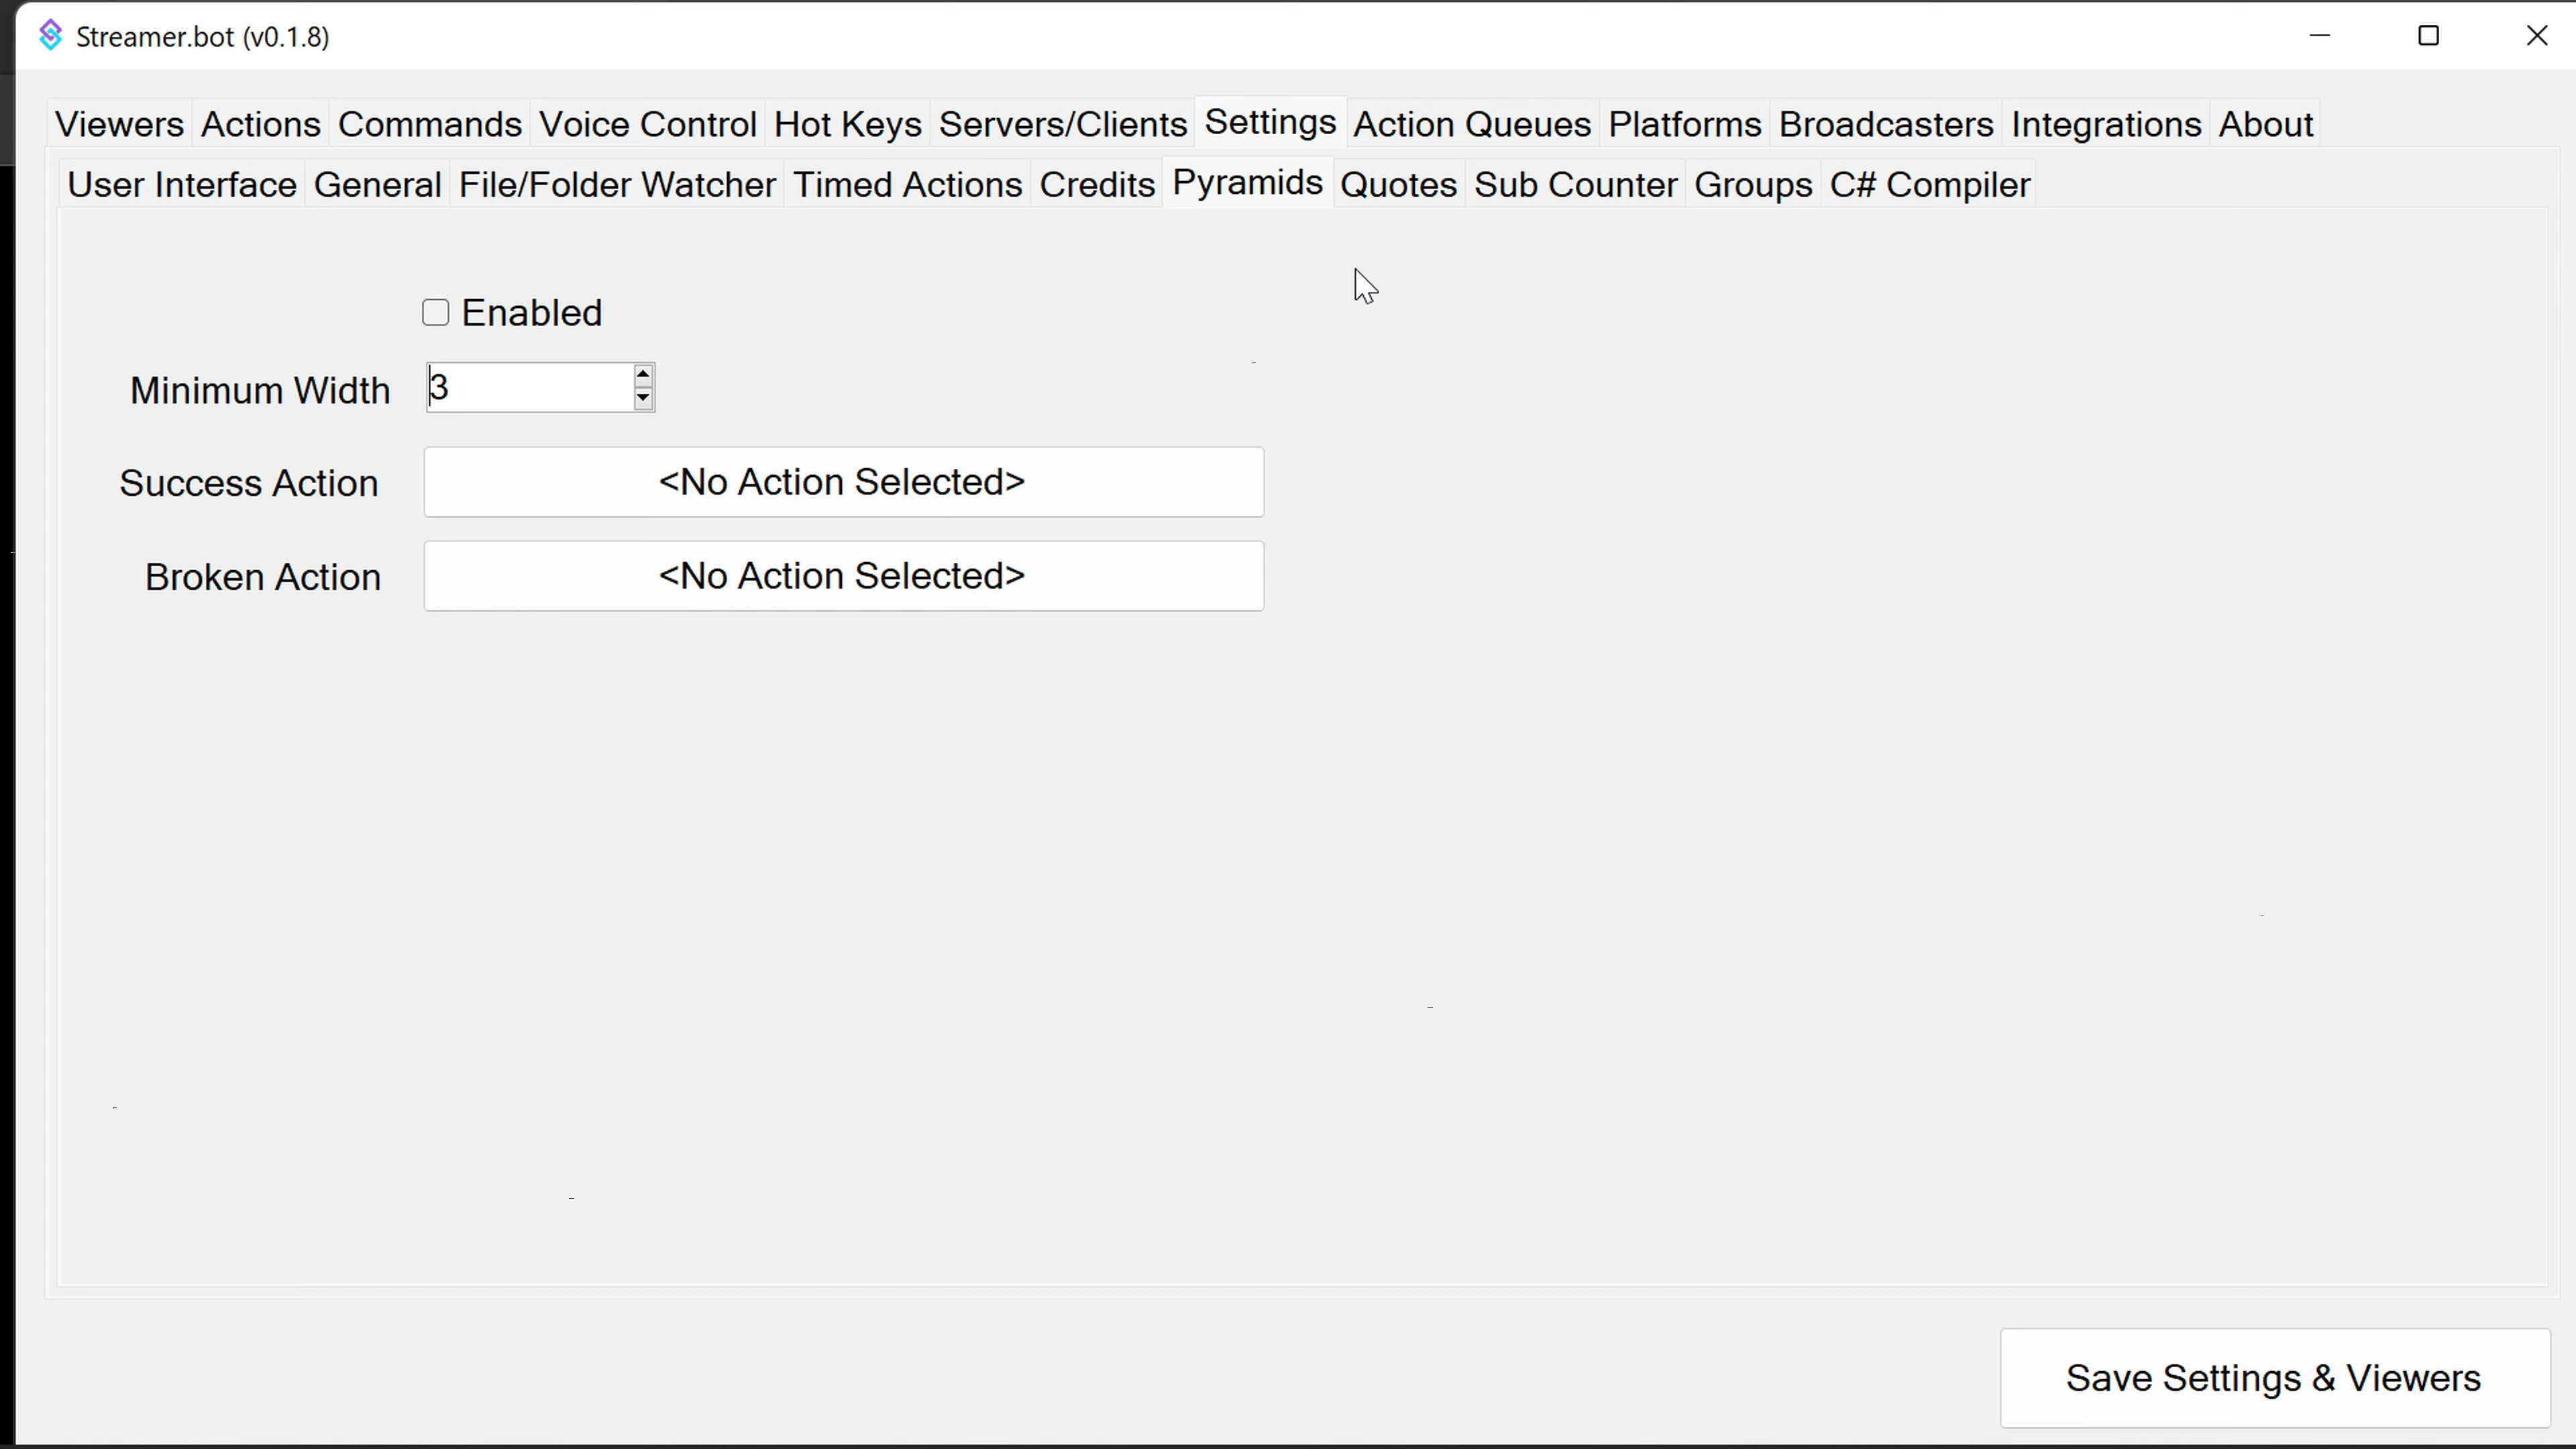 Streamer.bot (v0.1.8)
Viewers Actions Commands Voice Control Hot Keys Servers/Clients Settings Action Queues Platforms Broadcasters Integrations About
User Interface General File/Folder Watcher Timed Actions Credits Pyramids Quotes Sub Counter Groups C# Compiler
Enabled
Minimum Width 3
Success Action <No Action Selected>
Broken Action <No Action Selected>
Save Settings & Viewers